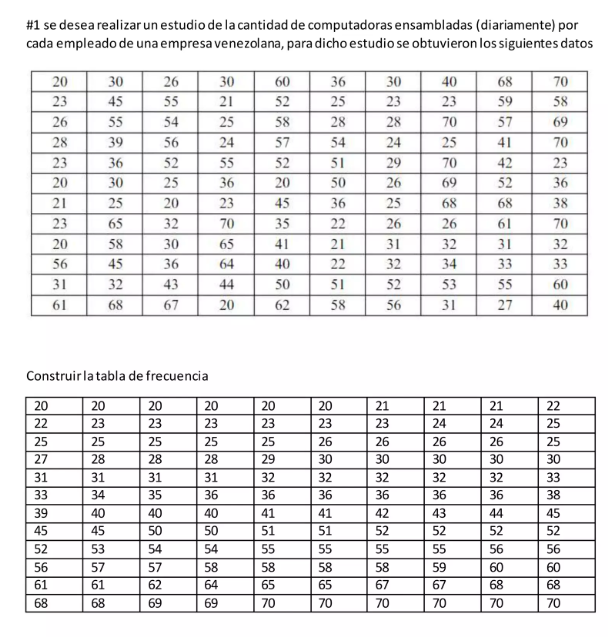 #1 se desea realizar un estudio de la cantidad de computadoras ensambladas (diariamente) por
cada empleado de una empresa venezolana, para dicho estudio se obtuvieron los siguientes datos
20 30 26 30 60 36 30 40 68 70
23 45 55 21 52 25 23 23 59 58
26 55 54 25 58 28 28 70 57 69
28 39 56 24 57 54 24 25 41 70
23 36 52 55 52 51 29 70 42 23
20 30 25 36 20 50 26 69 52 36
21 25 20 23 45 36 25 68 68 38
23 65 32 70 35 22 26 26 61 70
20 58 30 65 41 21 31 32 31 32
56 45 36 64 40 22 32 34 33 33
31 32 43 44 50 51 52 53 55 60
61 68 67 20 62 58 56 31 27 40
Construir la tabla de frecuencia
20 20 20 20 20 20 21 21 21 22
22 23 23 23 23 23 23 24 24 25
25 25 25 25 25 26 26 26 26 25
27 28 28 28 29 30 30 30 30 30
31 31 31 31 32 32 32 32 32 33
33 34 35 36 36 36 36 36 36 38
39 40 40 40 41 41 42 43 44 45
45 45 50 50 51 51 52 52 52 52
52 53 54 54 55 55 55 55 56 56
56 57 57 58 58 58 58 59 60 60
61 61 62 64 65 65 67 67 68 68
68 68 69 69 70 70 70 70 70 70